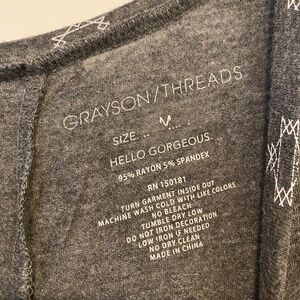 GRAYSON/THREADS
SIZE
HELLO GORGEOUS
95% RAYON 5% SPANDEX
RN 150181
TURN GARMENT INSIDE OUT
MACHINE WASH COLD WITH LIKE COLORS
NO BLEACH
TUMBLE DRY LOW
DO NOT IRON DECORATION
LOW IRON IF NEEDED
NO DRY CLEAN
MADE IN CHINA